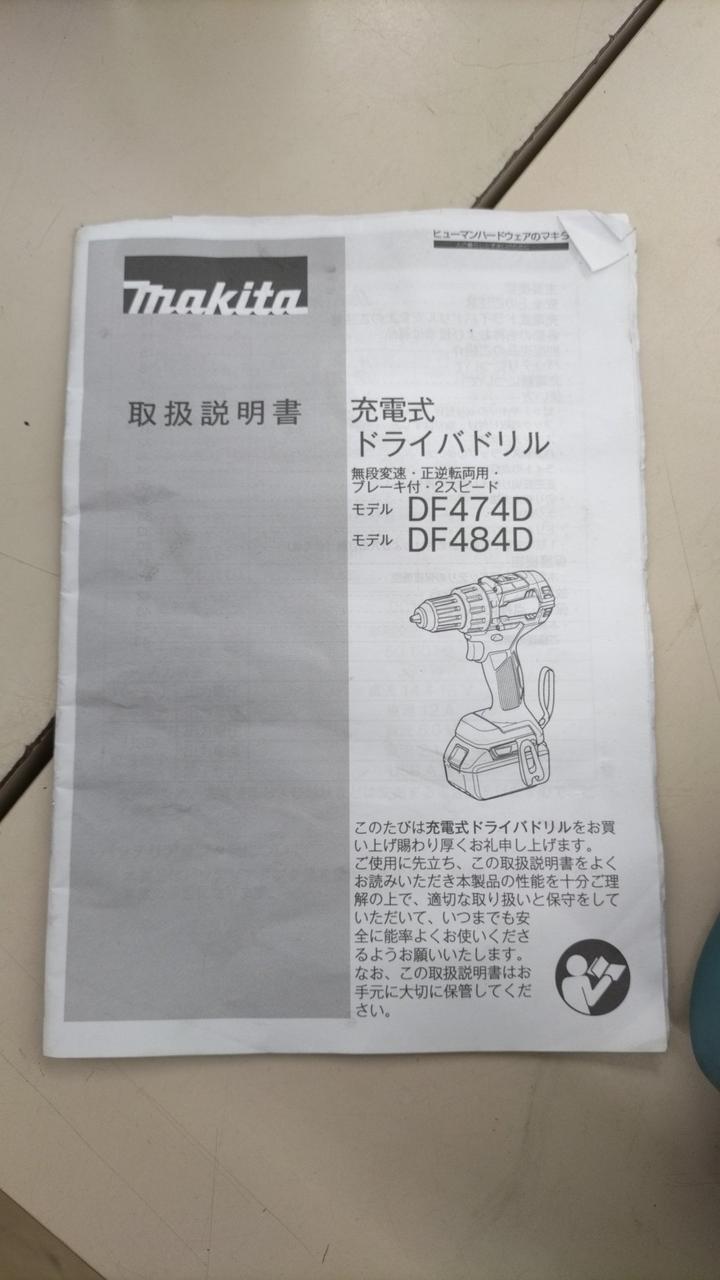 ヒューマンハードウェアのマキタ
makita
取扱説明書
充電式
ドライバドリル
無段変速・正逆転両用・
ブレーキ付・2スピード
モデル DF474D
モデル DF484D
このたびは充電式ドライバドリルをお買
い上げ賜わり厚くお礼申し上げます。
ご使用に先立ち、この取扱説明書をよく
お読みいただき本製品の性能を十分ご理
解の上で、適切な取り扱いと保守をして
いただいて、いつまでも安
全に能率よくお使いくださ
るようお願いいたします。
なお、この取扱説明書はお
手元に大切に保管してくだ
さい。